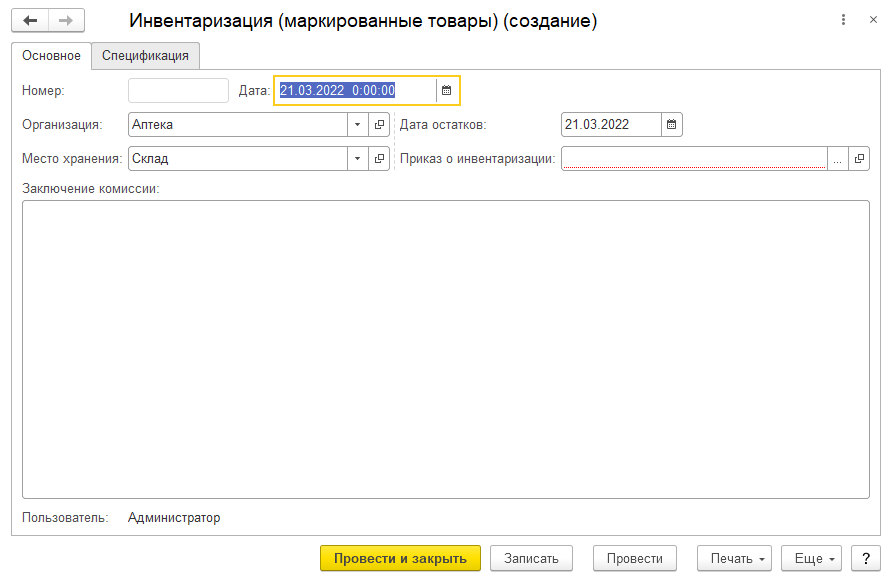 Инвентаризация (маркированные товары) (создание)
Основное Спецификация
Номер: Дата: 21.03.2022 0:00:00
Организация: Аптека Дата остатков: 21.03.2022
Место хранения: Склад Приказ о инвентаризации: ...
Заключение комиссии:
Пользователь: Администратор
Провести и закрыть Записать Провести Печать Еще ?